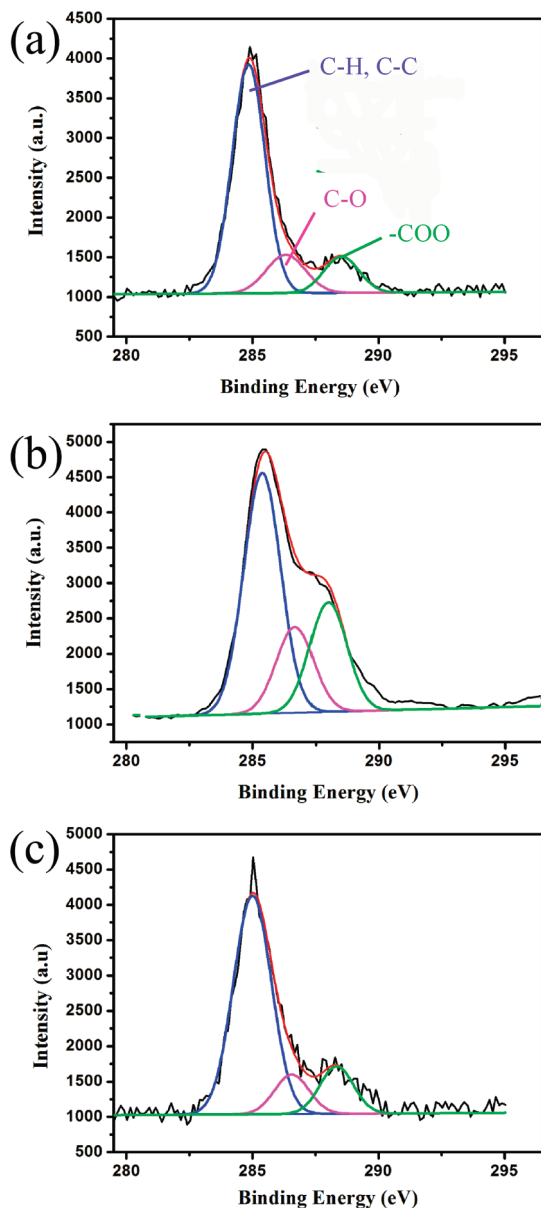 (a)
4500
4000
3500
3000
2500
2000
1500
1000
500
Intensity (a.u.)
C-H, C-C
C-O
-COO
280 285 290 295
Binding Energy (eV)
(b)
5000
4500
4000
3500
3000
2500
2000
1500
1000
Intensity (a.u.)
280 285 290 295
Binding Energy (eV)
(c)
5000
4500
4000
3500
3000
2500
2000
1500
1000
500
Intensity (a.u)
280 285 290 295
Binding Energy (eV)